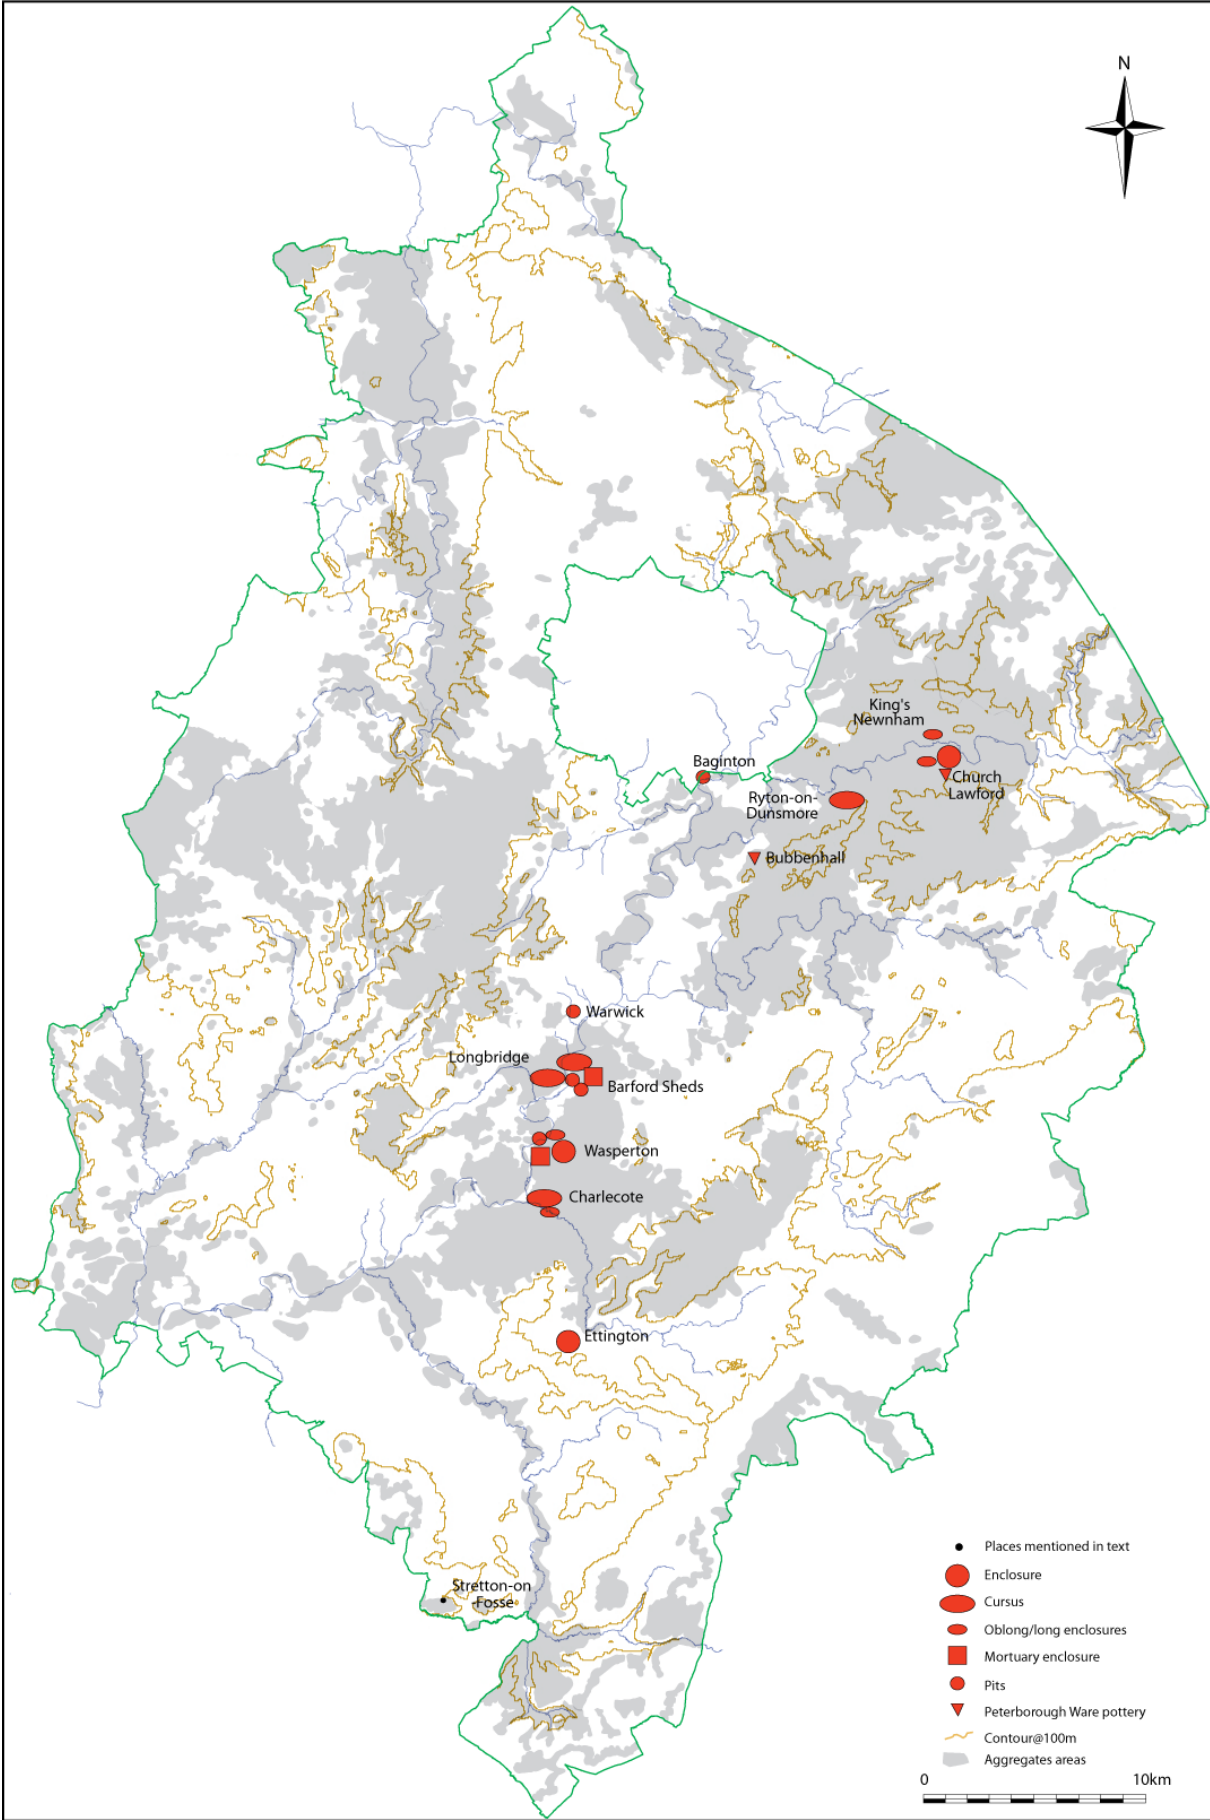 N
King's
Newnham
Baginton
Church
Lawford
Ryton-on-
Dunsmore
Bubbenhall
Warwick
Longbridge
Barford Sheds
Wasperton
Charlecote
Ettington
Stretton-on
-Fosse
Places mentioned in text
Enclosure
Cursus
Oblong/long enclosures
Mortuary enclosure
Pits
Peterborough Ware pottery
Contour@100m
Aggregates areas
0 10km